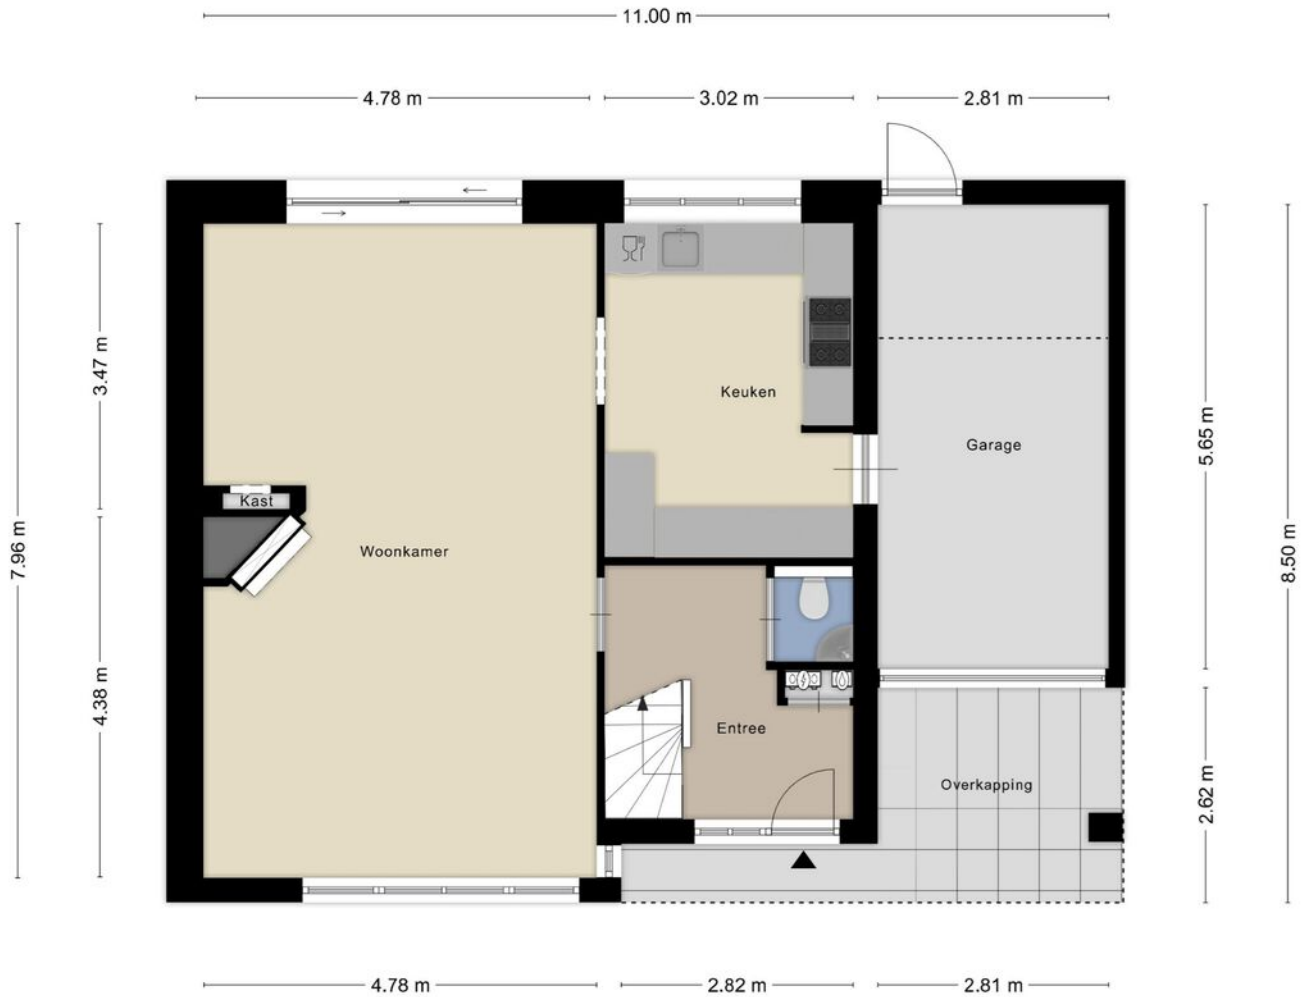 11.00 m
4.78 m
3.02 m
2.81 m
3.47 m
Keuken
5.65 m
Garage
Kast
7.96 m
Woonkamer
8.50 m
4.38 m
Entree
Overkapping
2.62 m
4.78 m
2.82 m
2.81 m